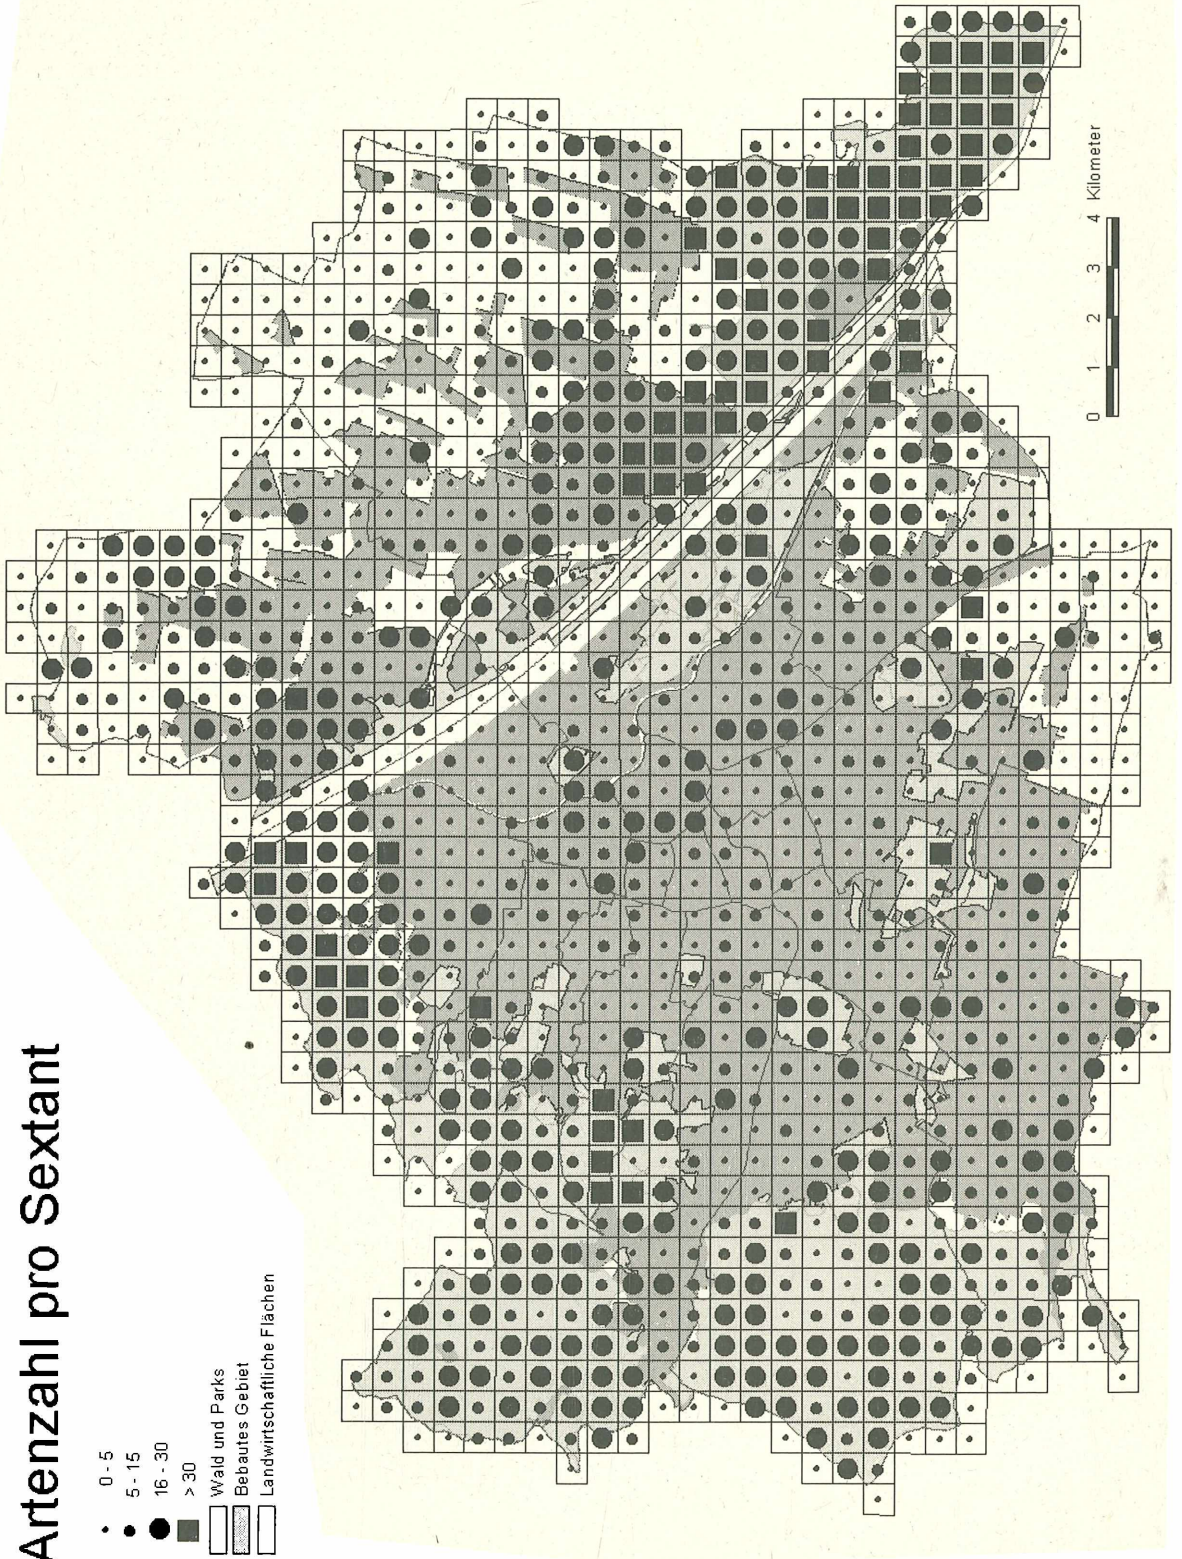 Artenzahl pro Sextant
0 - 5
5 - 15
16 - 30
> 30
Wald und Parks
Bebautes Gebiet
Landwirtschaftliche Flächen
0 1 2 3 4 Kilometer